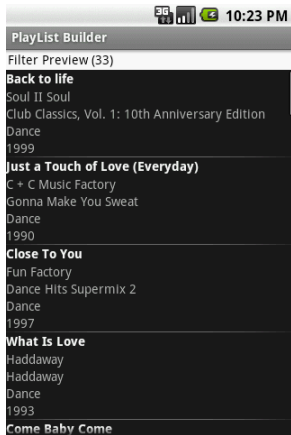 3G 10:23 PM
PlayList Builder
Filter Preview (33)
Back to life
Soul II Soul
Club Classics, Vol. 1: 10th Anniversary Edition
Dance
1999
Just a Touch of Love (Everyday)
C + C Music Factory
Gonna Make You Sweat
Dance
1990
Close To You
Fun Factory
Dance Hits Supermix 2
Dance
1997
What Is Love
Haddaway
Haddaway
Dance
1993
Come Baby Come